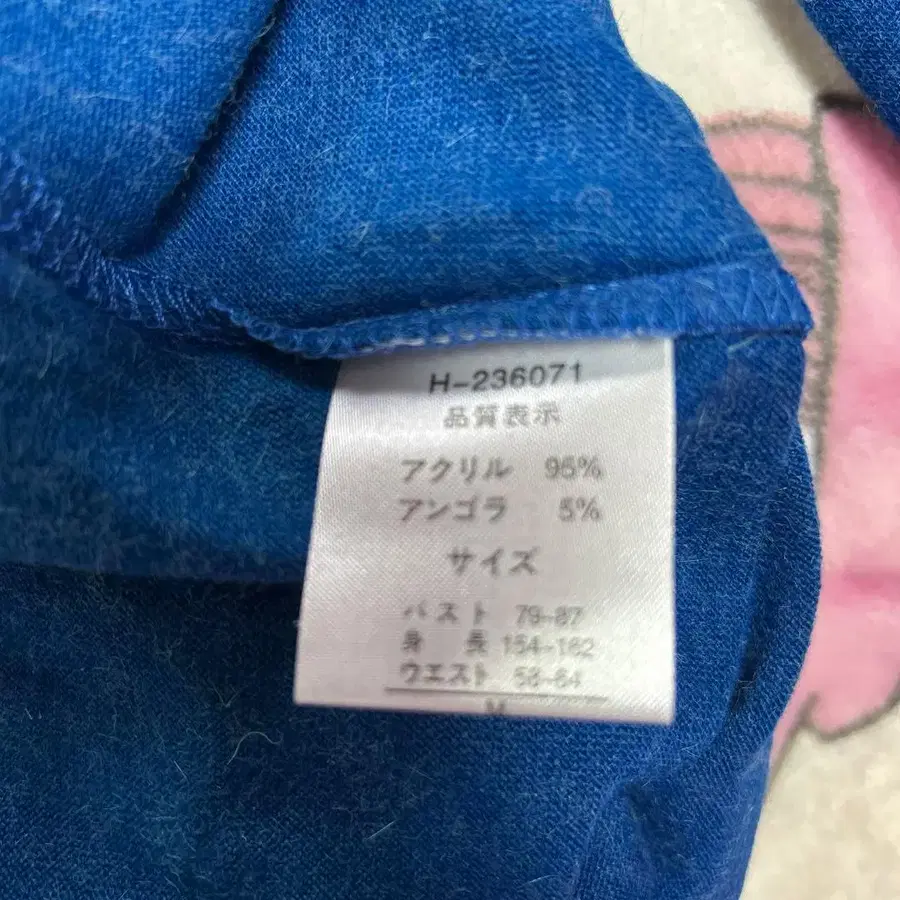 H-236071
品質表示
アクリル 95%
アンゴラ 5%
サイズ
バスト 79-87
身長 154-162
ウエスト 58-64
M